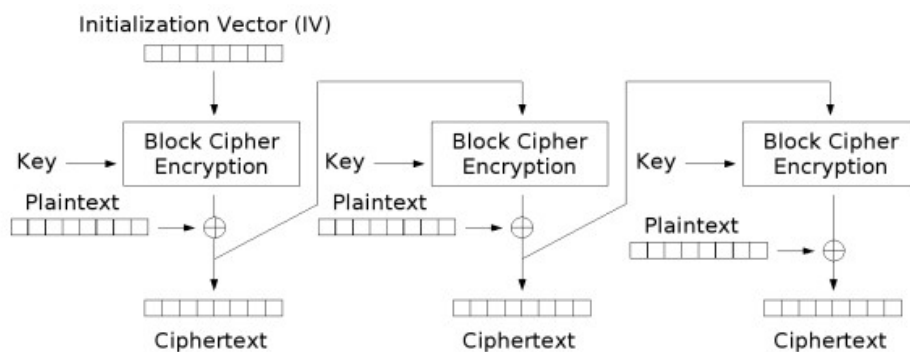 Initialization Vector (IV)
Block Cipher
Encryption
Block Cipher
Encryption
Block Cipher
Encryption
Key
Key
Key
Plaintext
Plaintext
Plaintext
Ciphertext
Ciphertext
Ciphertext